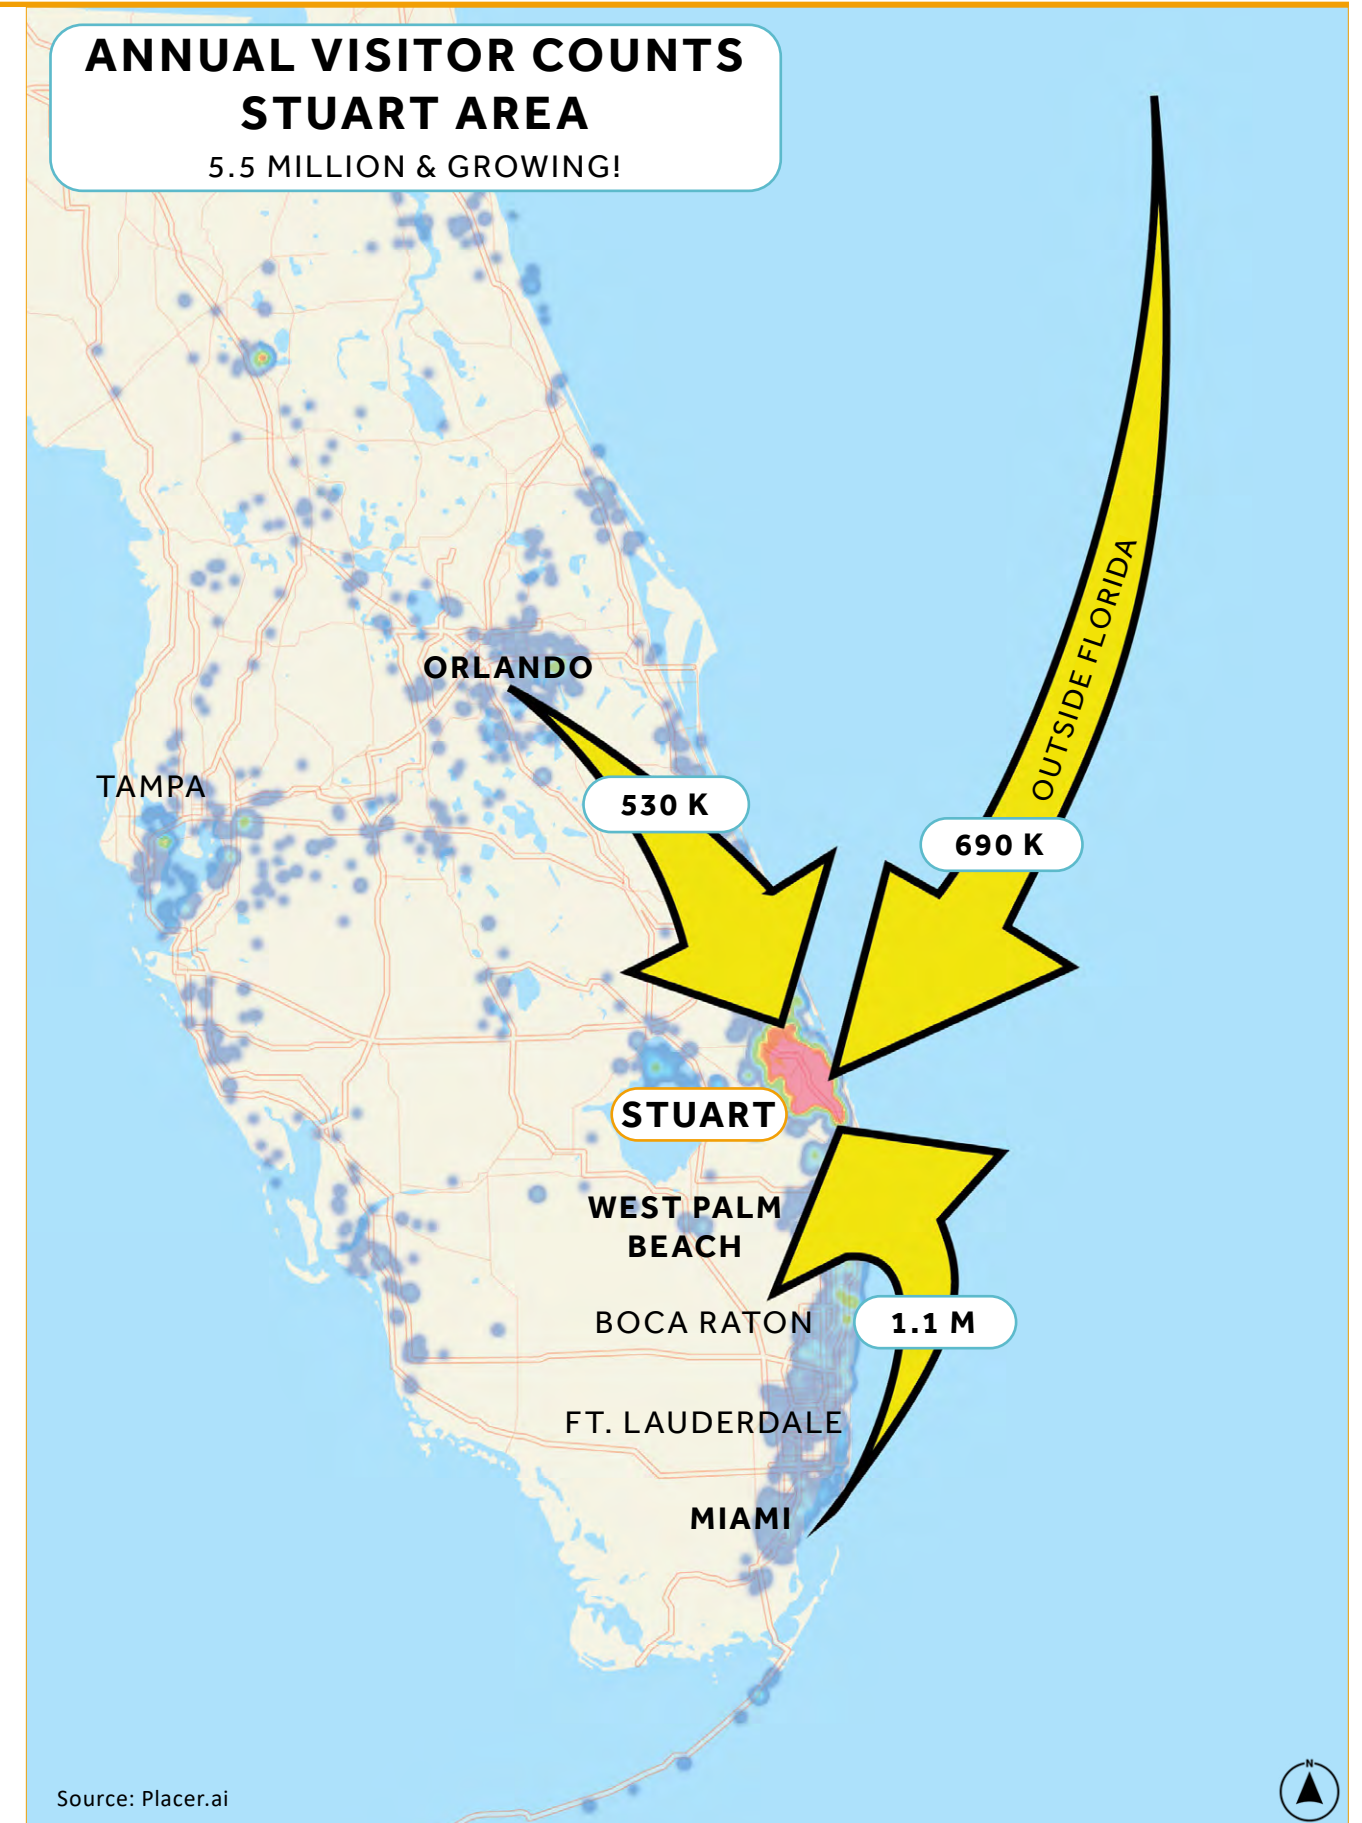 ANNUAL VISITOR COUNTS
STUART AREA
5.5 MILLION & GROWING!
OUTSIDE FLORIDA
ORLANDO
TAMPA
530 K
690 K
STUART
WEST PALM
BEACH
BOCA RATON
1.1 M
FT. LAUDERDALE
MIAMI
Source: Placer.ai
N